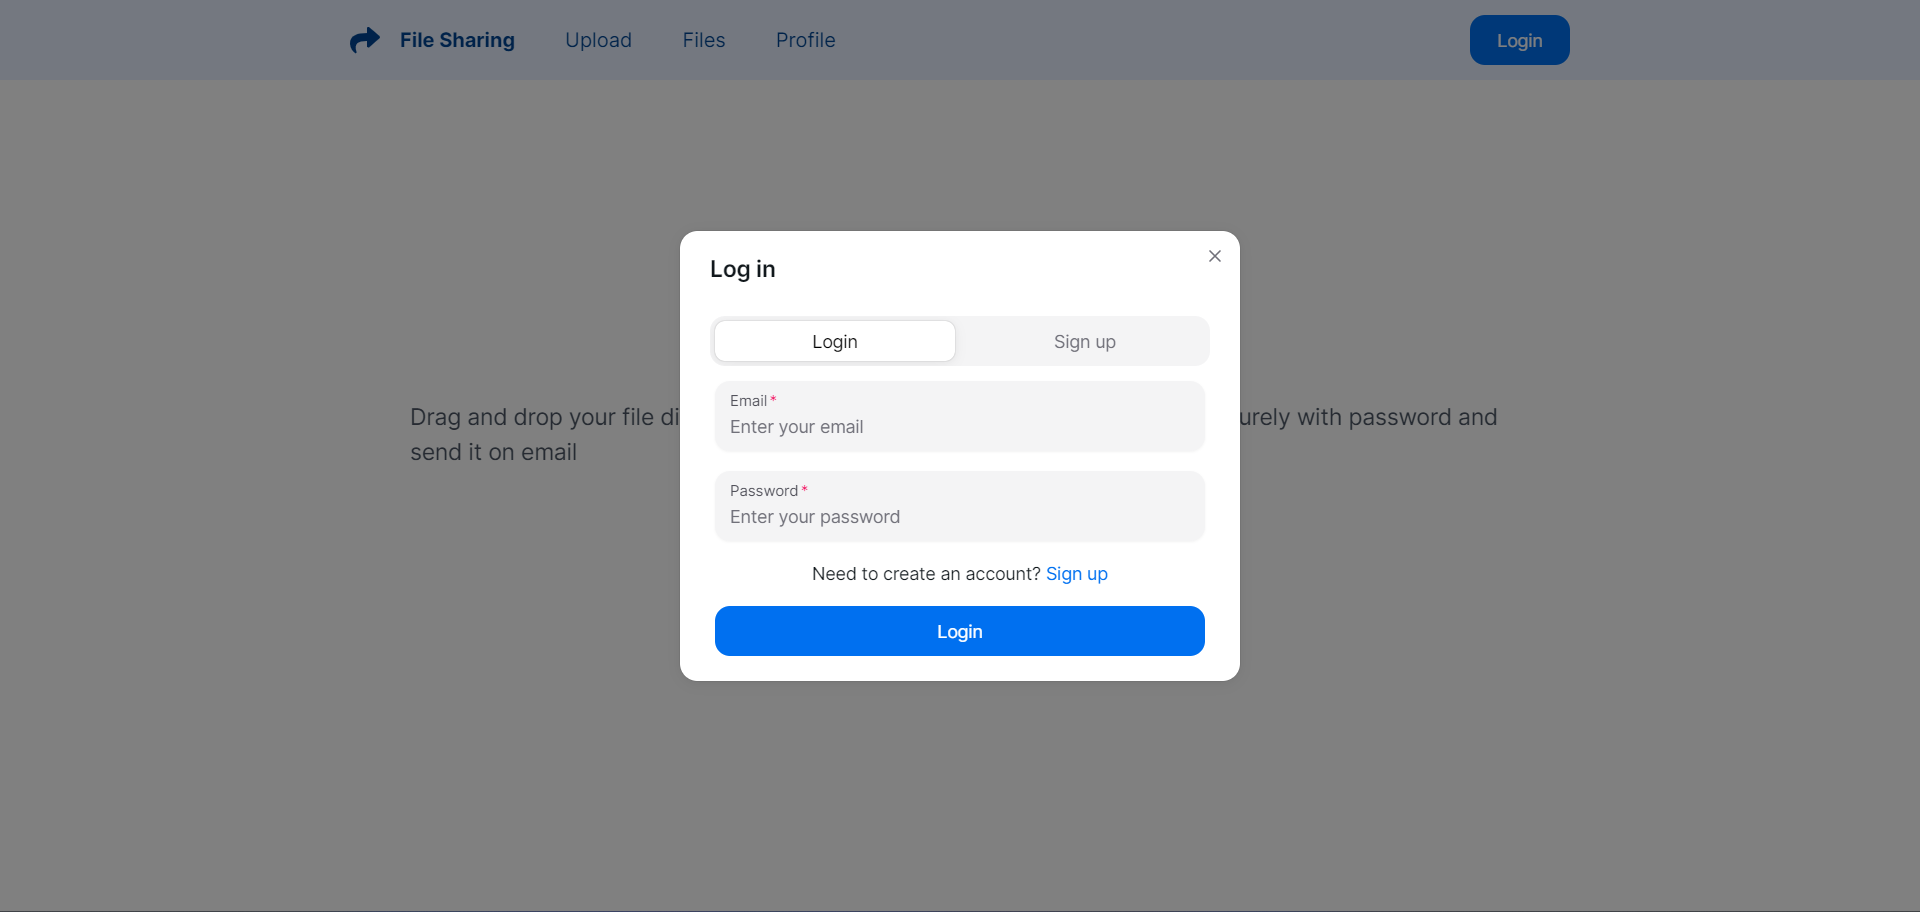 File Sharing Upload Files Profile Login
Log in
Login Sign up
Email*
Enter your email
Drag and drop your file di
urely with password and
send it on email
Password*
Enter your password
Need to create an account? Sign up
Login